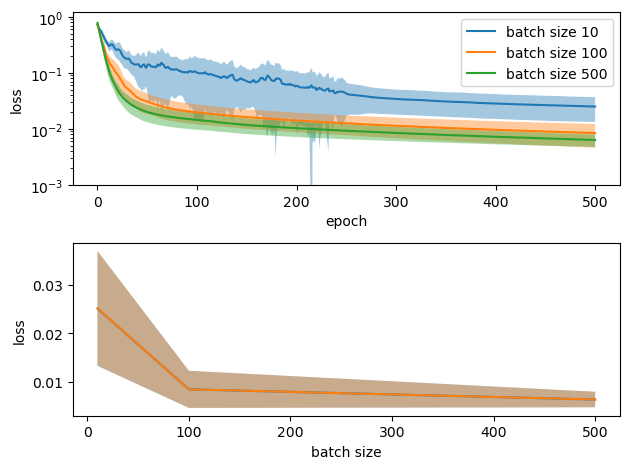 10⁰
10⁻¹
10⁻²
10⁻³
loss
batch size 10
batch size 100
batch size 500
0 100 200 300 400 500
epoch
0.03
0.02
0.01
loss
0 100 200 300 400 500
batch size